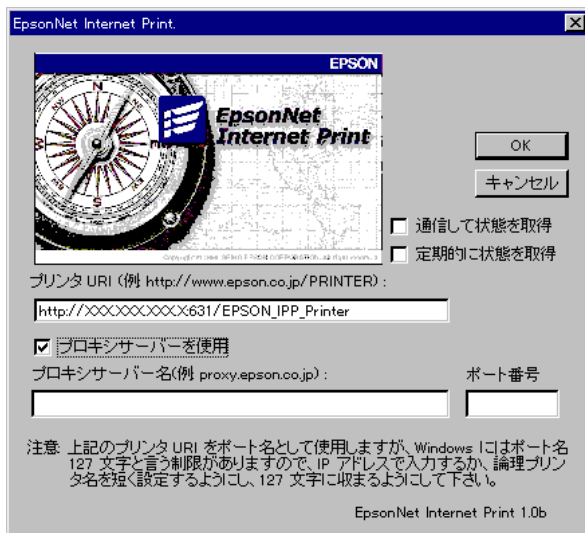 EpsonNet Internet Print.
EPSON
EpsonNet
Internet Print
OK
キャンセル
通信して状態を取得
定期的に状態を取得
プリンタ URI (例 http://www.epson.co.jp/PRINTER) :
http://XXX.XXX.XXX.X:631/EPSON_IPP_Printer
プロキシサーバーを使用
プロキシサーバー名(例 proxy.epson.co.jp) :
ポート番号
注意: 上記のプリンタ URI をポート名として使用しますが、Windows にはポート名
127 文字と言う制限がありますので、IP アドレスで入力するか、論理プリン
タ名を短く設定するようにし、127 文字に収まるようにして下さい。
EpsonNet Internet Print 1.0b